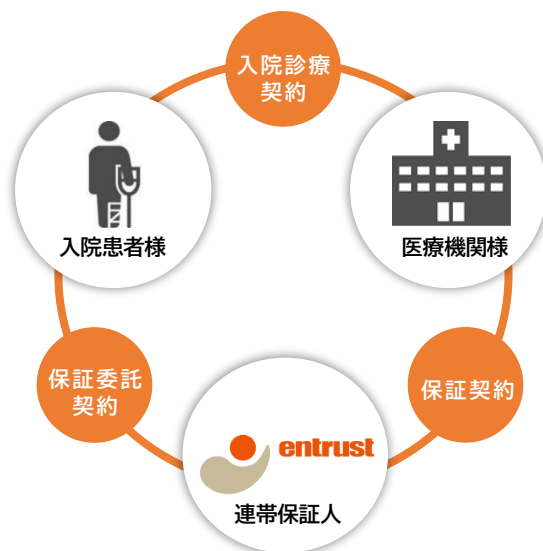 入院診療
契約
入院患者様
医療機関様
保証委託
契約
保証契約
entrust
連帯保証人